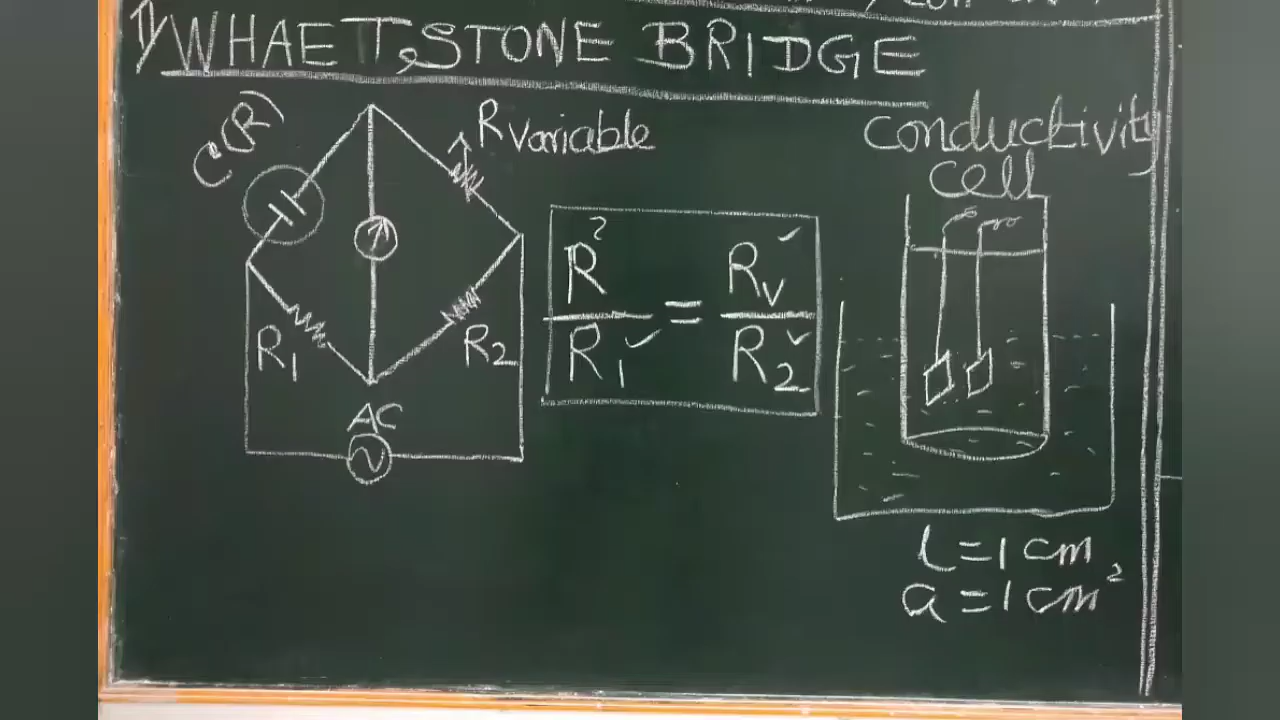 1) WHAETSTONE BRIDGE
C (R)
R variable
conductivity
cell
R? / R1 ✓ = Rv ✓ / R2 ✓
R1
R2
AC
l = 1 cm
a = 1 cm²